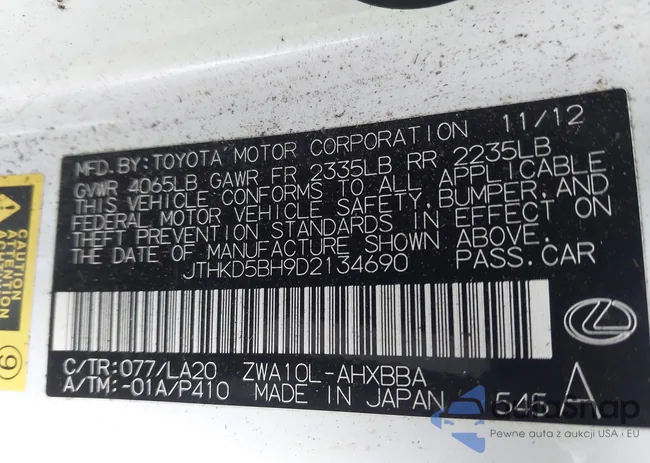 MFD. BY: TOYOTA MOTOR CORPORATION 11/12
GVWR 4065LB GAWR FR 2335LB RR 2235LB
THIS VEHICLE CONFORMS TO ALL APPLICABLE
FEDERAL MOTOR VEHICLE SAFETY, BUMPER, AND
THEFT PREVENTION STANDARDS IN EFFECT ON
THE DATE OF MANUFACTURE SHOWN ABOVE.
JTHKD5BH9D2134690 PASS. CAR
C/TR: 077/LA20 ZWA10L-AHXBBA
A/TM: -01A/P410 MADE IN JAPAN 545 A
CAUTION
ATTENTION
9
autoSnap
Pewne auta z aukcji USA i EU